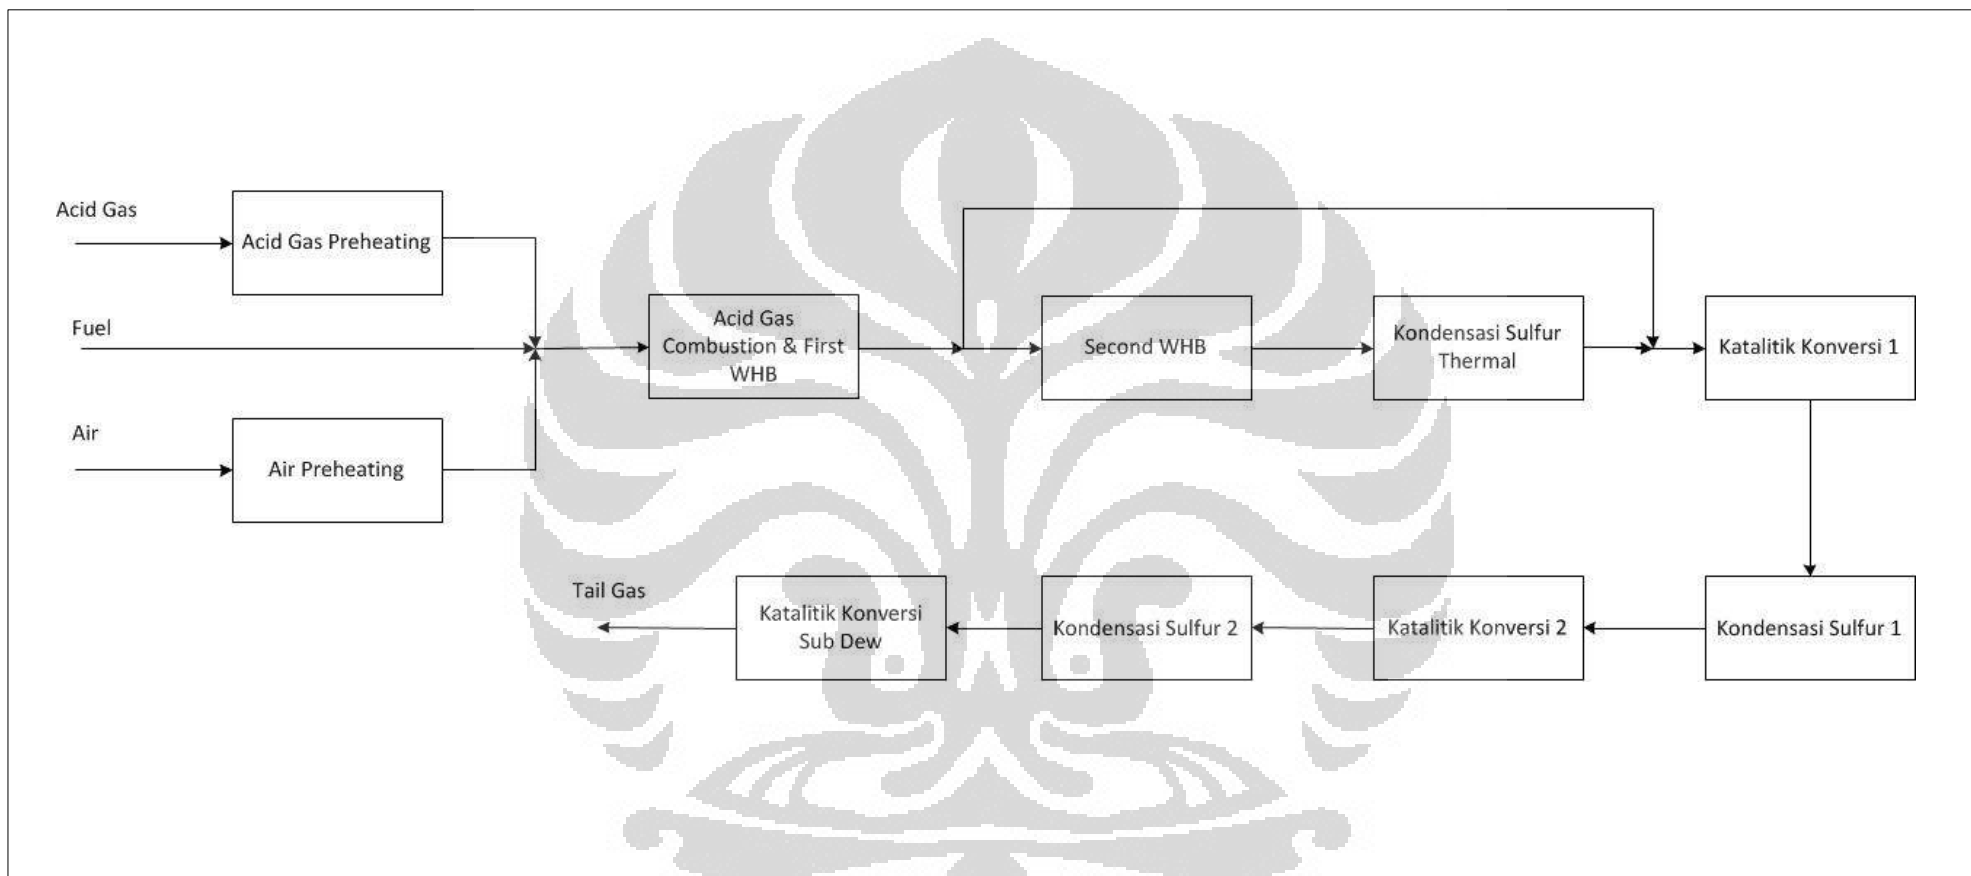 Acid Gas
Acid Gas Preheating
Fuel
Acid Gas
Combustion & First
WHB
Second WHB
Kondensasi Sulfur
Thermal
Katalitik Konversi 1
Air
Air Preheating
Tail Gas
Katalitik Konversi
Sub Dew
Kondensasi Sulfur 2
Katalitik Konversi 2
Kondensasi Sulfur 1